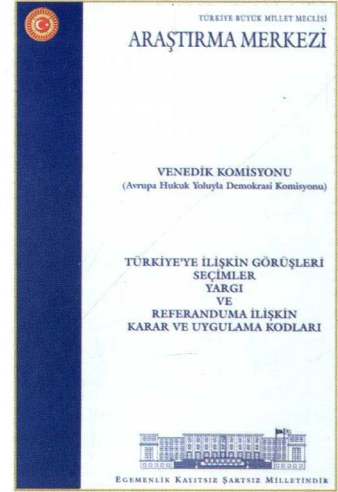 TÜRKİYE BÜYÜK MİLLET MECLİSİ
ARAŞTIRMA MERKEZİ
VENEDİK KOMİSYONU
(Avrupa Hukuk Yoluyla Demokrasi Komisyonu)
TÜRKİYE'YE İLİŞKİN GÖRÜŞLERİ
SEÇİMLER
YARGI
VE
REFERANDUMA İLİŞKİN
KARAR VE UYGULAMA KODLARI
EGEMENLİK KAYITSIZ ŞARTSIZ MİLLETİNDİR